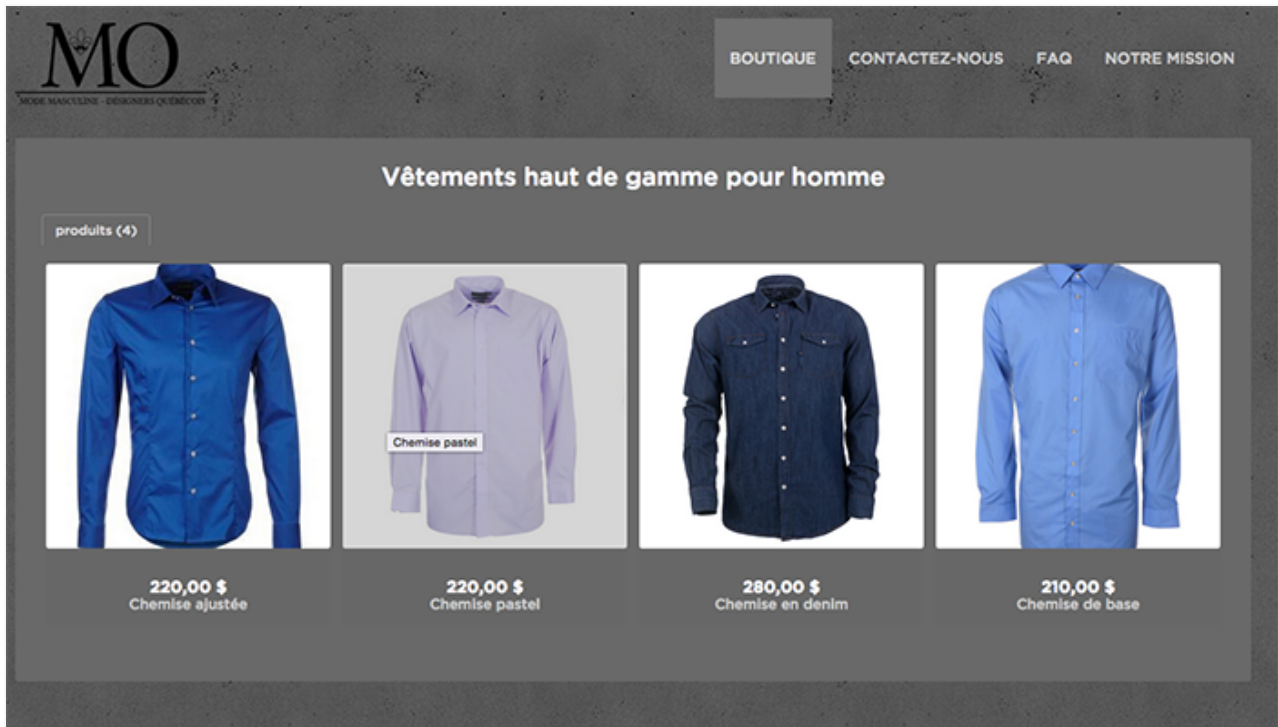 MO
MODE MASCULINE - DESIGNERS QUÉBÉCOIS
BOUTIQUE
CONTACTEZ-NOUS
FAQ
NOTRE MISSION
Vêtements haut de gamme pour homme
produits (4)
Chemise pastel
220,00 $
Chemise ajustée
220,00 $
Chemise pastel
280,00 $
Chemise en denim
210,00 $
Chemise de base